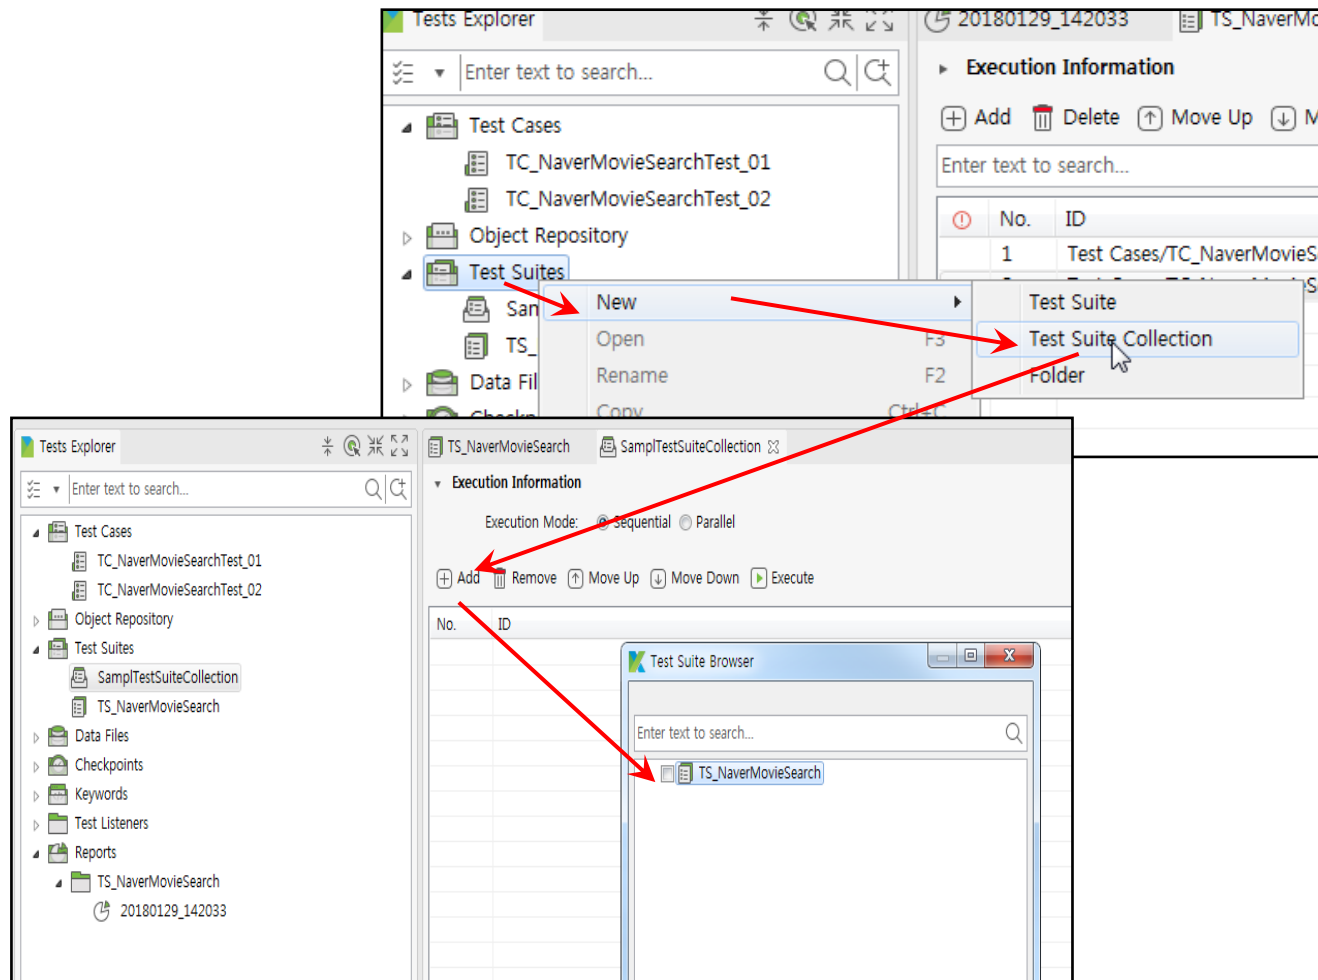 Tests Explorer
20180129_142033
Enter text to search...
Execution Information
Add Delete Move Up
Enter text to search...
Test Cases
TC_NaverMovieSearchTest_01
TC_NaverMovieSearchTest_02
Object Repository
Test Suites
No. ID
1 Test Cases/TC_NaverMovieS
New
Open F3
Rename F2
Copy Ctrl+C
Test Suite
Test Suite Collection
Folder
TS_
Data Fil
Tests Explorer
Enter text to search...
Test Cases
TC_NaverMovieSearchTest_01
TC_NaverMovieSearchTest_02
Object Repository
Test Suites
SamplTestSuiteCollection
TS_NaverMovieSearch
Data Files
Checkpoints
Keywords
Test Listeners
Reports
TS_NaverMovieSearch
20180129_142033
TS_NaverMovieSearch SamplTestSuiteCollection
Execution Information
Execution Mode: Sequential Parallel
Add Remove Move Up Move Down Execute
No. ID
Test Suite Browser
Enter text to search...
TS_NaverMovieSearch